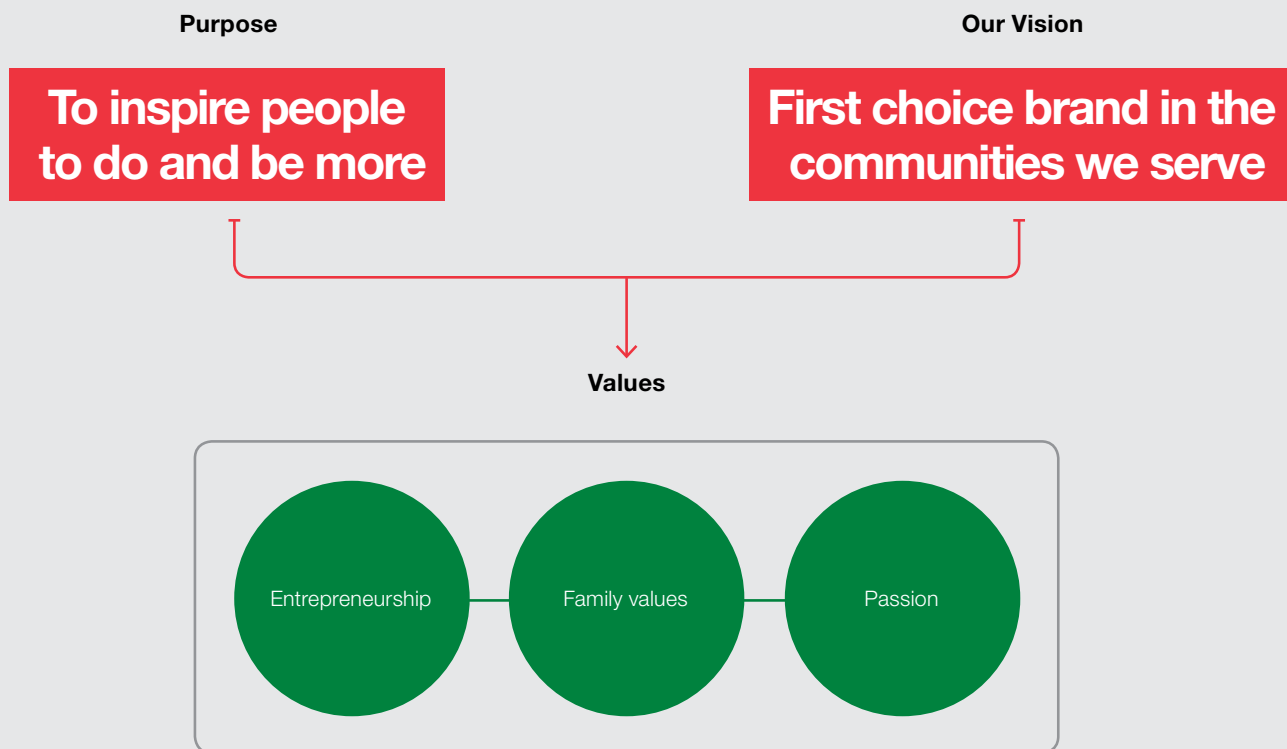 Purpose
To inspire people
to do and be more
Our Vision
First choice brand in the
communities we serve
Values
Entrepreneurship
Family values
Passion